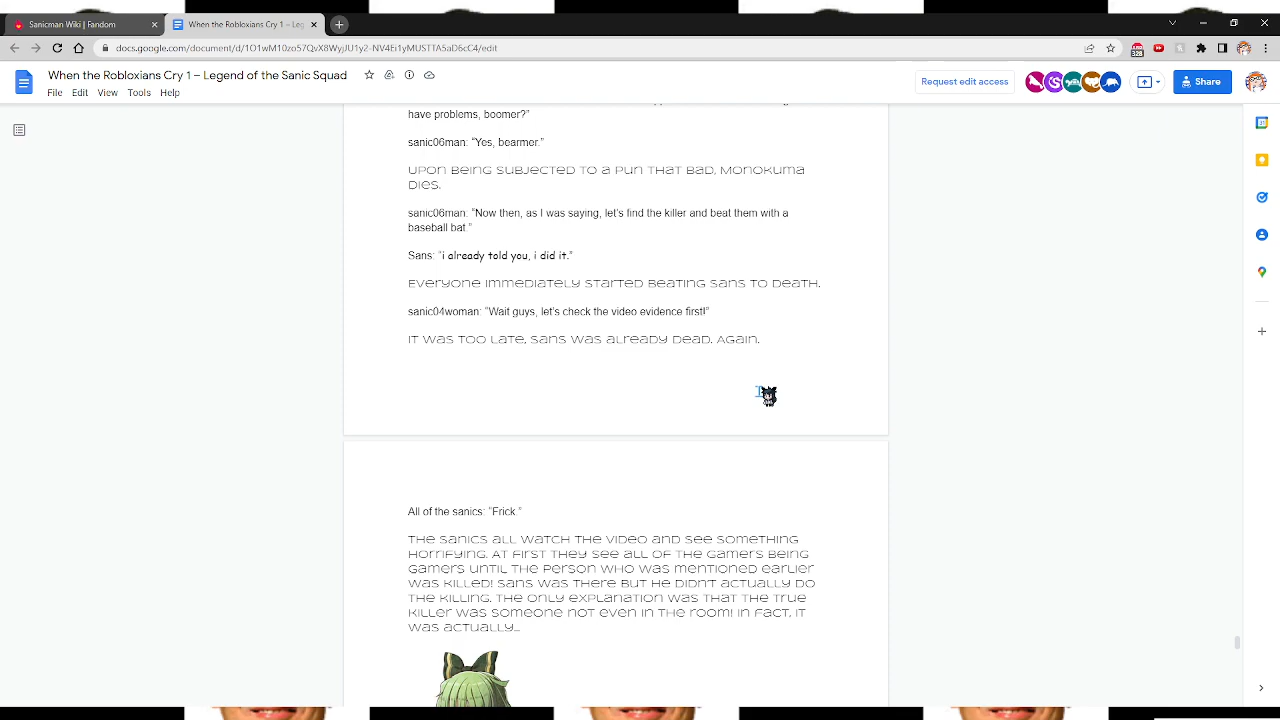 Sanicman Wiki | Fandom
When the Robloxians Cry 1 – Leg
docs.google.com/document/d/1O1wM10zo57QvX8WyjJU1y2-NV4Ei1yMUSTTA5aD6cC4/edit
When the Robloxians Cry 1 – Legend of the Sanic Squad
File Edit View Tools Help
Request edit access
Share
have problems, boomer?”
sanic06man: “Yes, bearmer.”
Upon being subjected to a pun that bad, Monokuma
dies.
sanic06man: “Now then, as I was saying, let’s find the killer and beat them with a
baseball bat.”
Sans: “i already told you, i did it.”
Everyone immediately started beating Sans to death.
sanic04woman: “Wait guys, let’s check the video evidence first!”
It was too late, Sans was already dead. Again.
All of the sanics: “Frick.”
The sanics all watch the video and see something
horrifying. At first they see all of the gamers being
gamers until the person who was mentioned earlier
was killed! Sans was there but he didn’t actually do
the killing. The only explanation was that the true
killer was someone not even in the room! In fact, it
was actually…